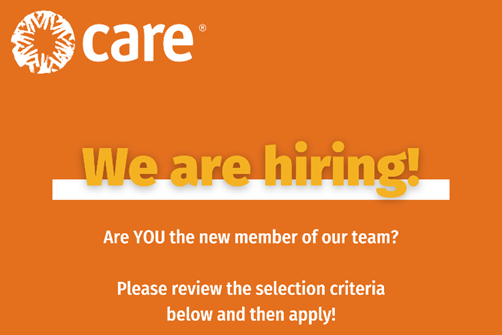 care®
We are hiring!
Are YOU the new member of our team?
Please review the selection criteria
below and then apply!